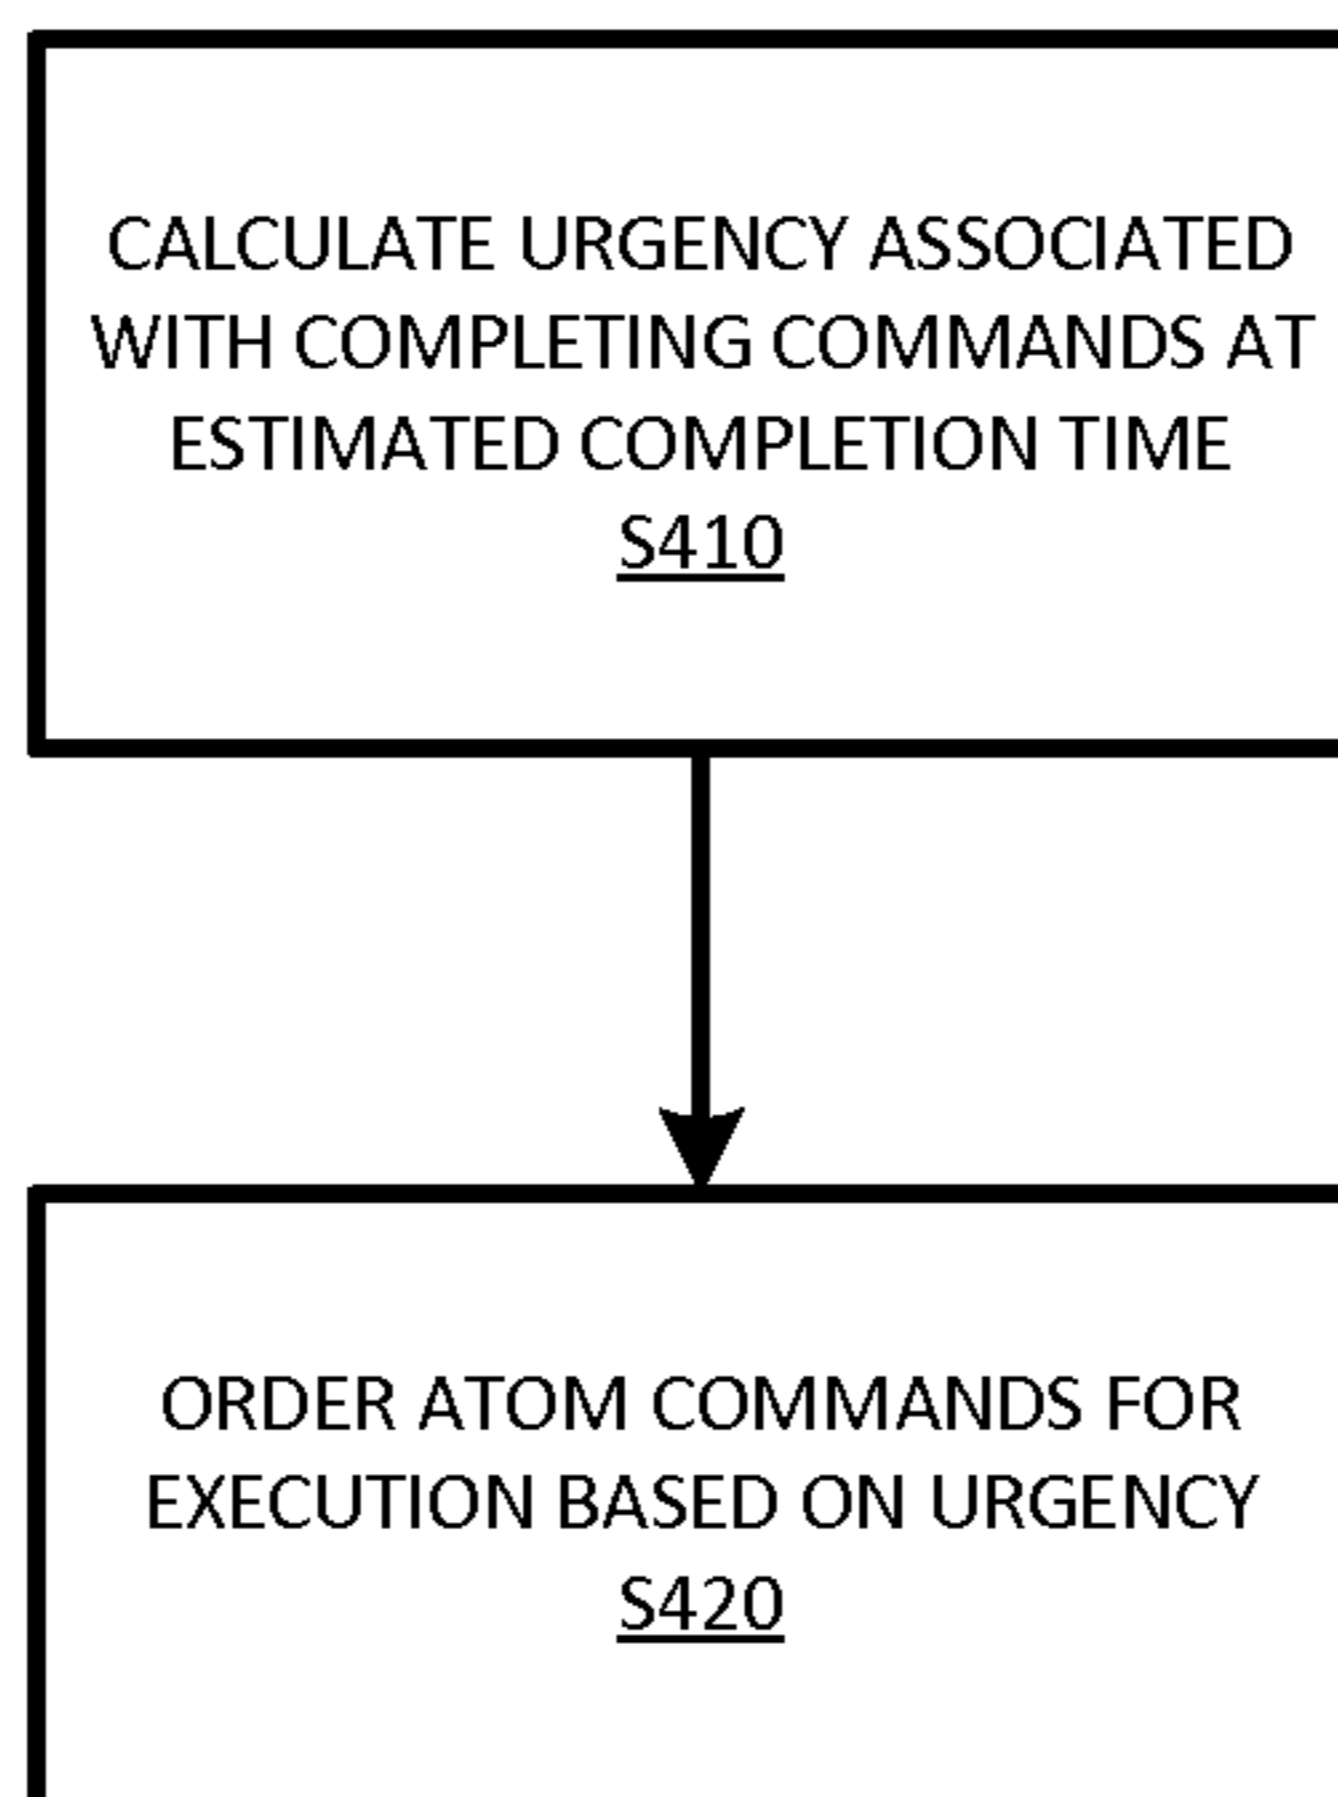 CALCULATE URGENCY ASSOCIATED
WITH COMPLETING COMMANDS AT
ESTIMATED COMPLETION TIME
S410
ORDER ATOM COMMANDS FOR
EXECUTION BASED ON URGENCY
S420